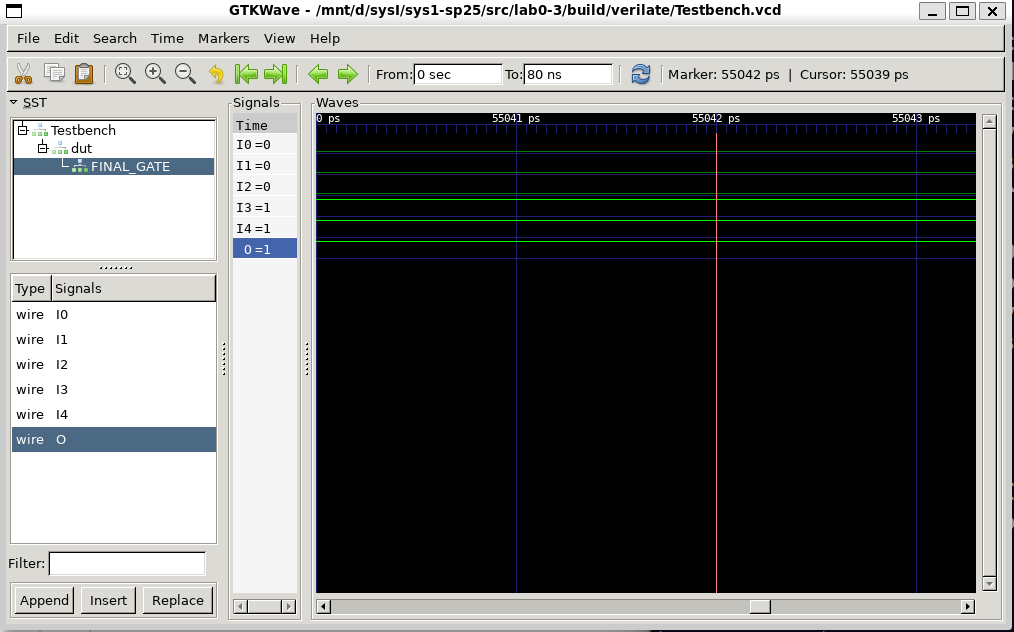 GTKWave - /mnt/d/sysI/sys1-sp25/src/lab0-3/build/verilate/Testbench.vcd
File Edit Search Time Markers View Help
From: 0 sec To: 80 ns Marker: 55042 ps | Cursor: 55039 ps
SST
Testbench
dut
FINAL_GATE
Type Signals
wire I0
wire I1
wire I2
wire I3
wire I4
wire O
Filter:
Append Insert Replace
Signals
Time
I0 =0
I1 =0
I2 =0
I3 =1
I4 =1
O =1
Waves
0 ps 55041 ps 55042 ps 55043 ps